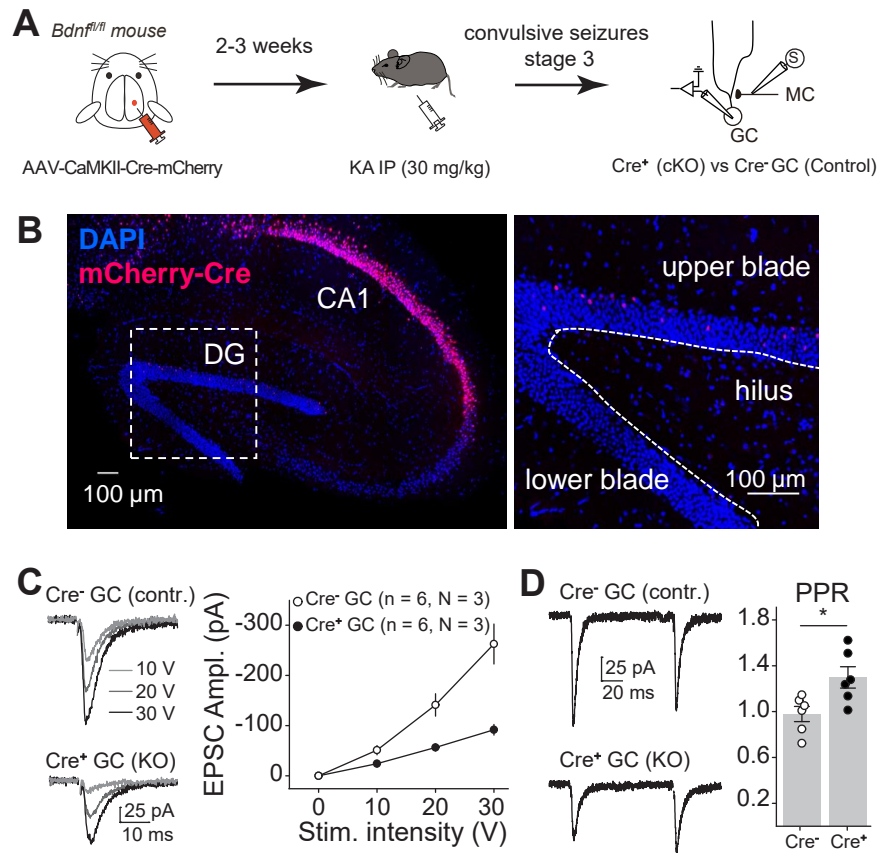 A
Bdnf^fl/fl mouse
2-3 weeks
convulsive seizures
stage 3
S
MC
GC
AAV-CaMKII-Cre-mCherry
KA IP (30 mg/kg)
Cre⁺ (cKO) vs Cre⁻ GC (Control)
B
DAPI
mCherry-Cre
CA1
DG
100 µm
upper blade
hilus
lower blade
100 µm
C
Cre⁻ GC (contr.)
10 V
20 V
30 V
Cre⁺ GC (KO)
25 pA
10 ms
EPSC Ampl. (pA)
-300
-200
-100
0
Cre⁻ GC (n = 6, N = 3)
Cre⁺ GC (n = 6, N = 3)
0
10
20
30
Stim. intensity (V)
D
Cre⁻ GC (contr.)
25 pA
20 ms
Cre⁺ GC (KO)
PPR
*
1.8
1.4
1.0
0.6
0.2
Cre⁻
Cre⁺